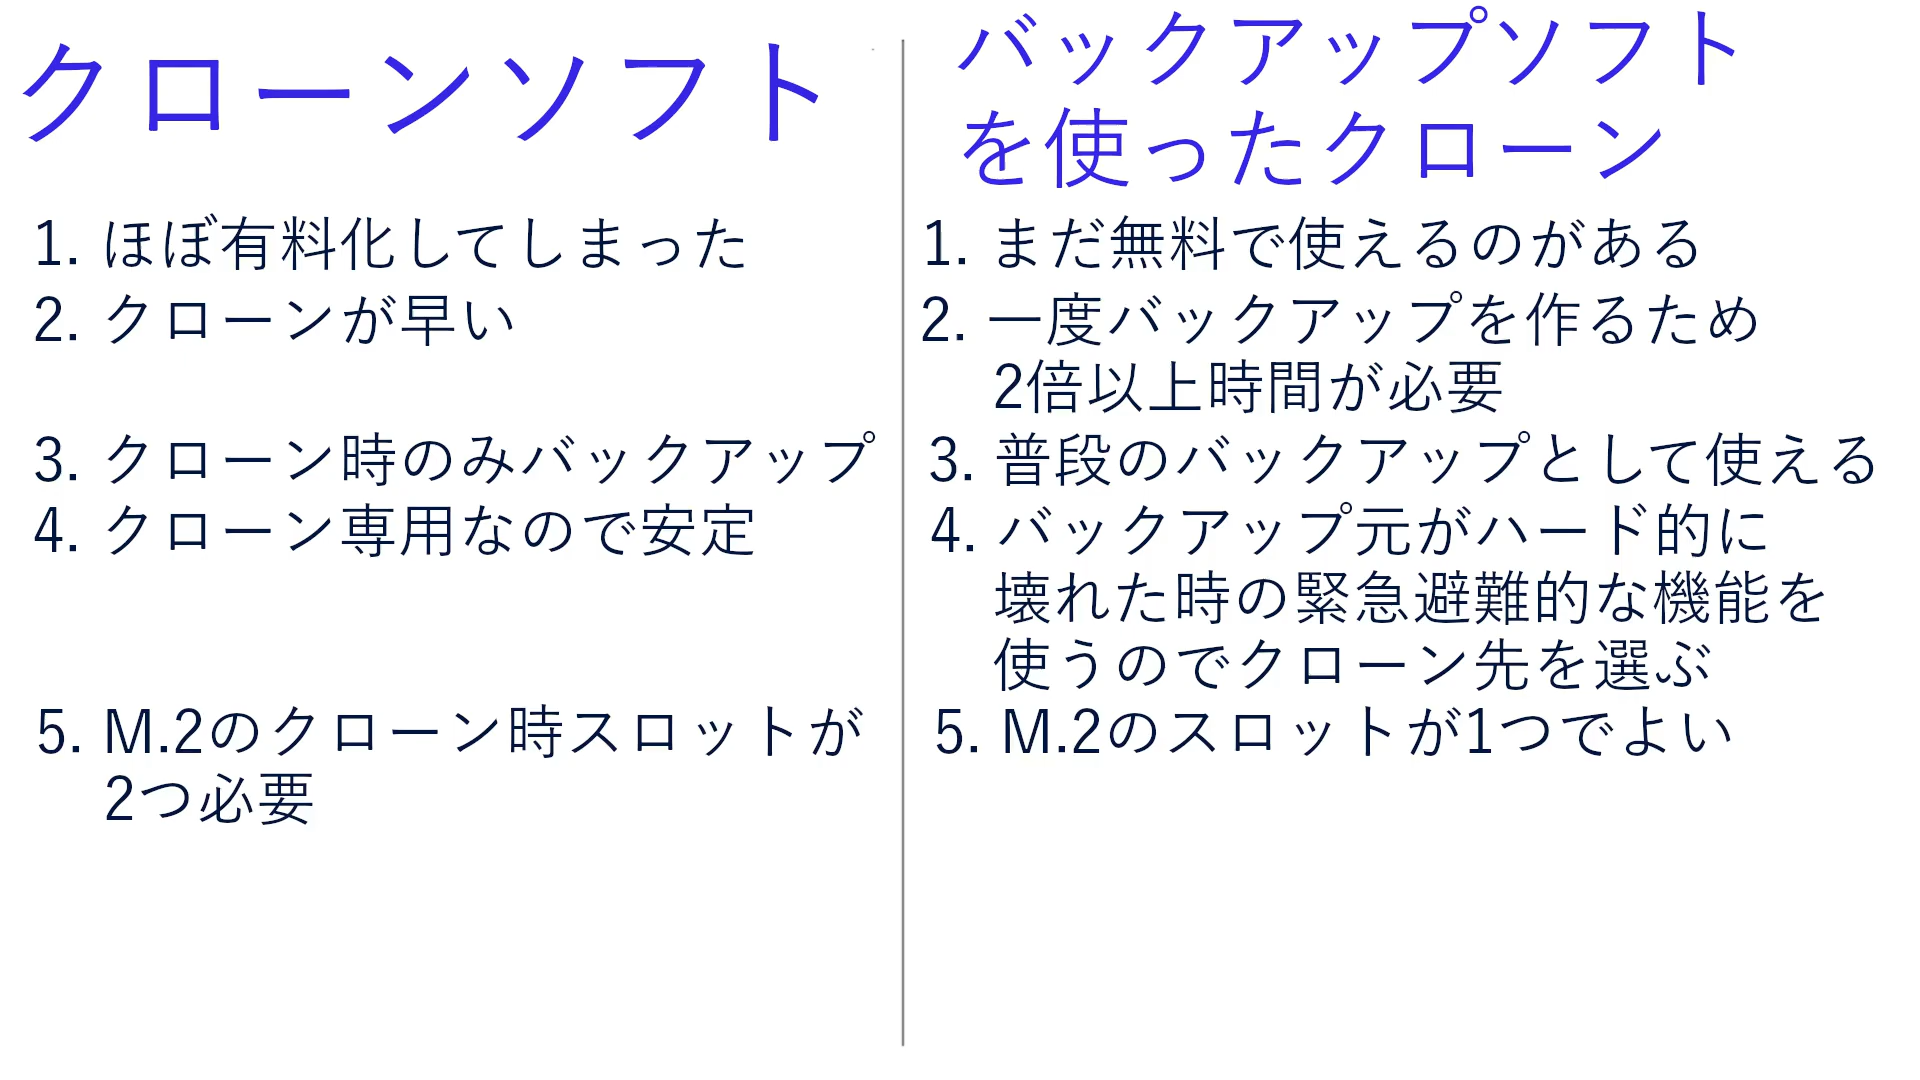 クローンソフト
1. ほぼ有料化してしまった
2. クローンが早い
3. クローン時のみバックアップ
4. クローン専用なので安定
5. M.2のクローン時スロットが
2つ必要
バックアップソフト
を使ったクローン
1. まだ無料で使えるのがある
2. 一度バックアップを作るため
2倍以上時間が必要
3. 普段のバックアップとして使える
4. バックアップ元がハード的に
壊れた時の緊急避難的な機能を
使うのでクローン先を選ぶ
5. M.2のスロットが1つでよい